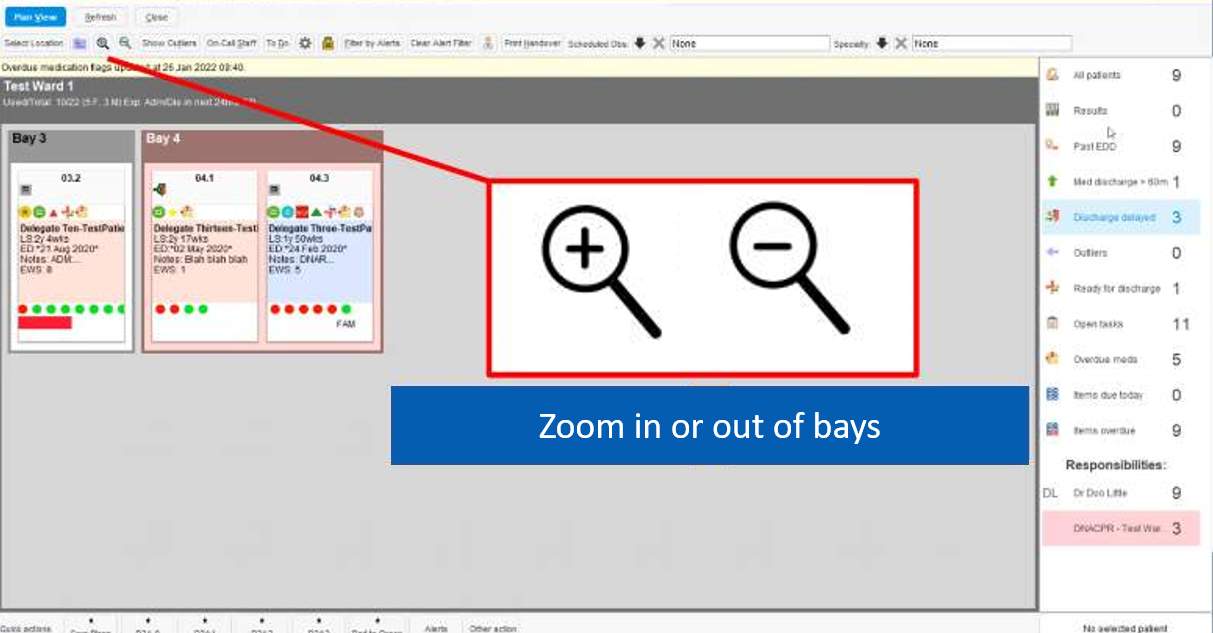 Plan View Refresh Close
Select Location Show Outliers On-Call Staff To Do Filter by Alerts Clear Alert Filter Print Handover Scheduled Obs: None Specialty: None
Overdue medication flags updated at 25 Jan 2022 09:40.
Test Ward 1
Used/Total: 10/22 (5 F, 3 M) Exp. Adm/Dis in next 24h
Bay 3 Bay 4
03.2 04.1 04.3
Delegate Ten-TestPatie Delegate Thirteen-Testl Delegate Three-TestPa
LS:2y 4wks LS:2y 17wks LS:1y 50wks
ED:*21 Aug 2020* ED:*02 May 2020* ED:*24 Feb 2020*
Notes: ADM... Notes: Blah blah blah Notes: DNAR...
EWS: 8 EWS: 1 EWS: 5
FAM
Zoom in or out of bays
All patients 9
Results 0
Past EDD 9
Med discharge > 60m 1
Discharge delayed 3
Outliers 0
Ready for discharge 1
Open tasks 11
Overdue meds 5
Items due today 0
Items overdue 9
Responsibilities:
DL Dr Doo Little 9
DNACPR - Test War... 3
Quick actions Alerts Other action
No selected patient